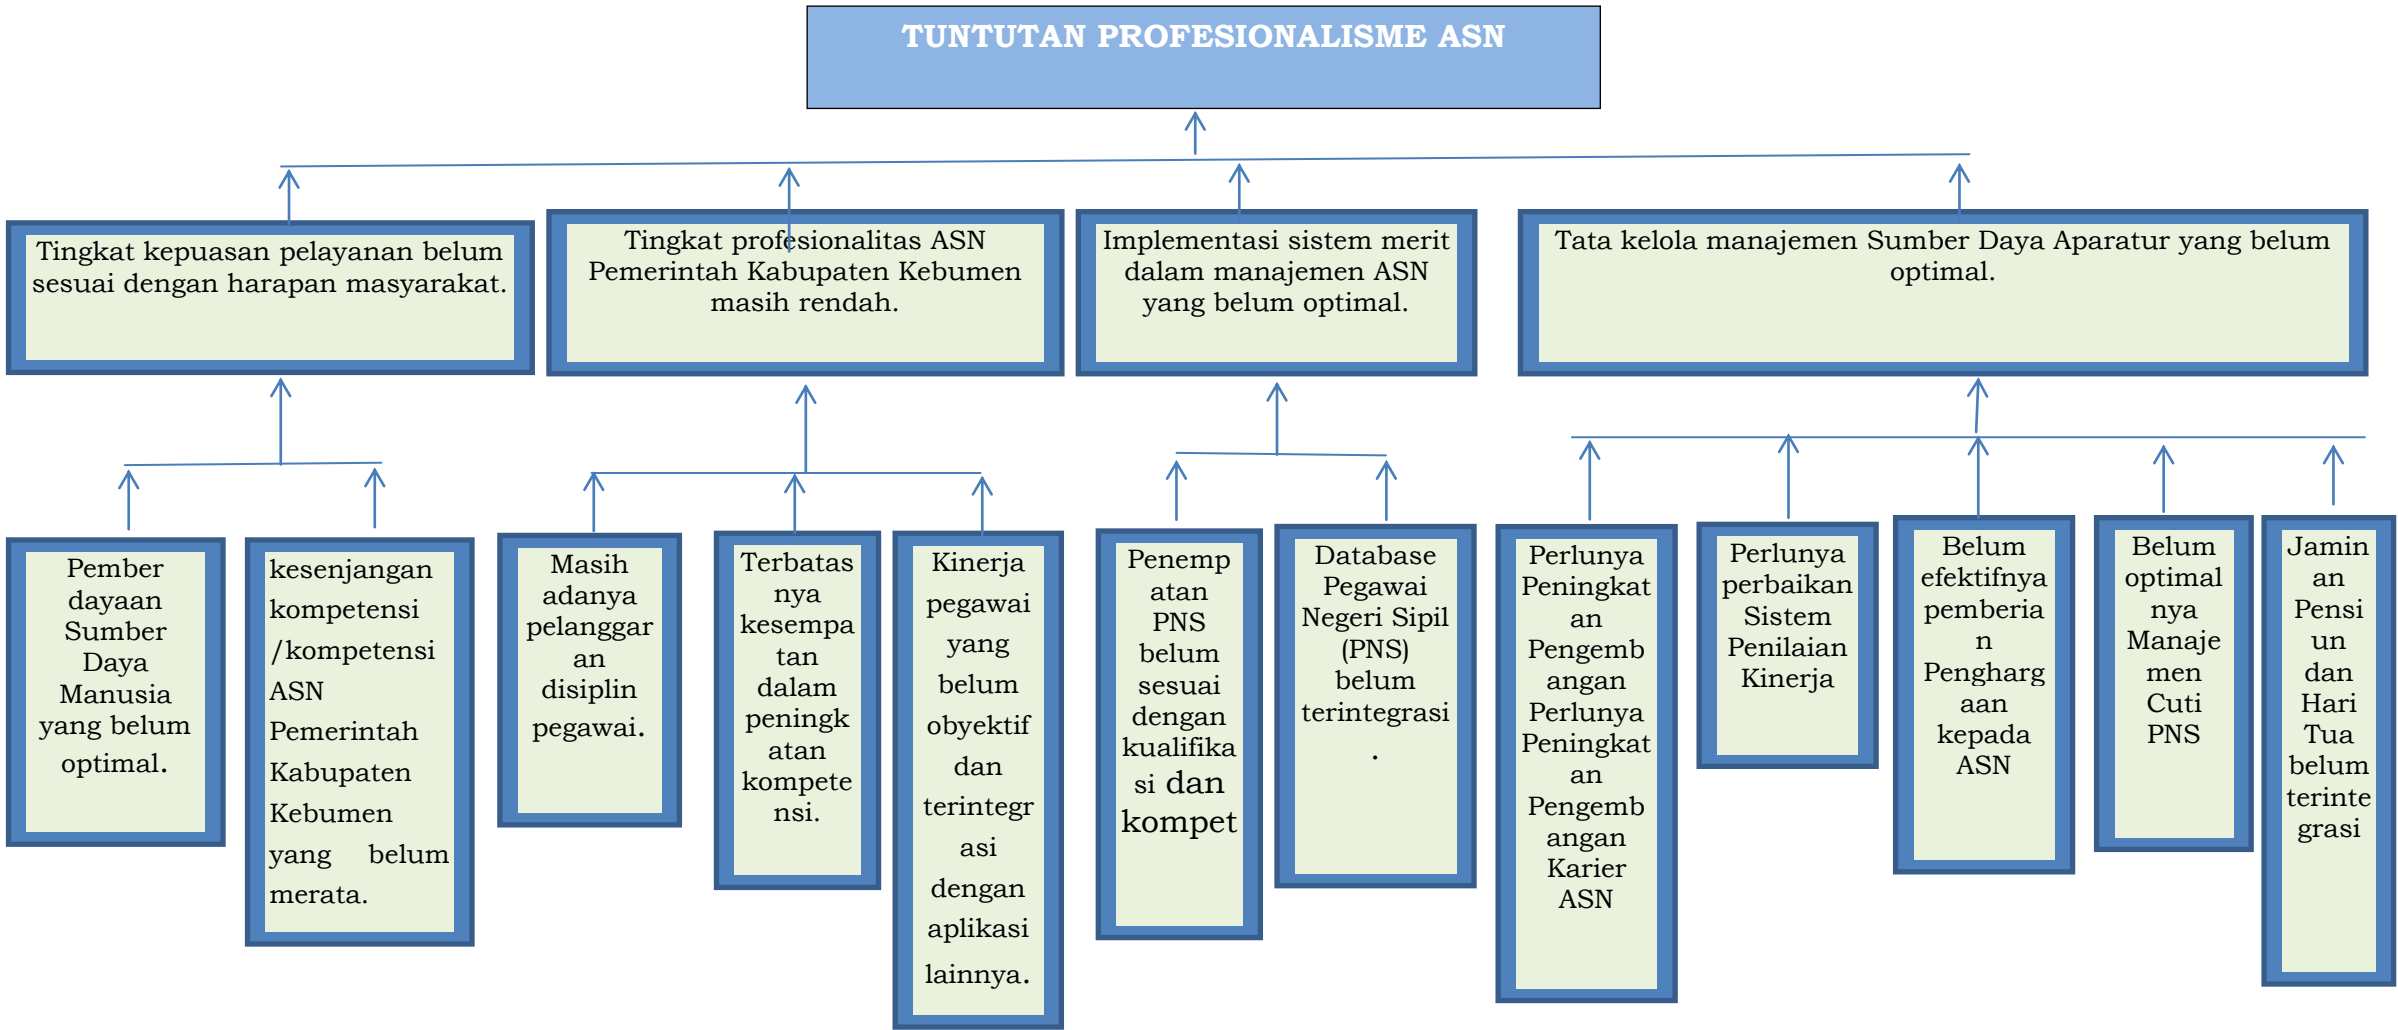 TUNTUTAN PROFESIONALISME ASN
Tingkat kepuasan pelayanan belum
sesuai dengan harapan masyarakat.
Tingkat profesionalitas ASN
Pemerintah Kabupaten Kebumen
masih rendah.
Implementasi sistem merit
dalam manajemen ASN
yang belum optimal.
Tata kelola manajemen Sumber Daya Aparatur yang belum
optimal.
Pember
dayaan
Sumber
Daya
Manusia
yang belum
optimal.
kesenjangan
kompetensi
/kompetensi
ASN
Pemerintah
Kabupaten
Kebumen
yang belum
merata.
Masih
adanya
pelanggar
an
disiplin
pegawai.
Terbatas
nya
kesempa
tan
dalam
peningk
atan
kompete
nsi.
Kinerja
pegawai
yang
belum
obyektif
dan
terintegr
asi
dengan
aplikasi
lainnya.
Penemp
atan
PNS
belum
sesuai
dengan
kualifika
si dan
kompet
Database
Pegawai
Negeri Sipil
(PNS)
belum
terintegrasi
.
Perlunya
Peningkat
an
Pengemb
angan
Perlunya
Peningkat
an
Pengemb
angan
Karier
ASN
Perlunya
perbaikan
Sistem
Penilaian
Kinerja
Belum
efektifnya
pemberia
n
Pengharg
aan
kepada
ASN
Belum
optimal
nya
Manaje
men
Cuti
PNS
Jamin
an
Pensi
un
dan
Hari
Tua
belum
terinte
grasi